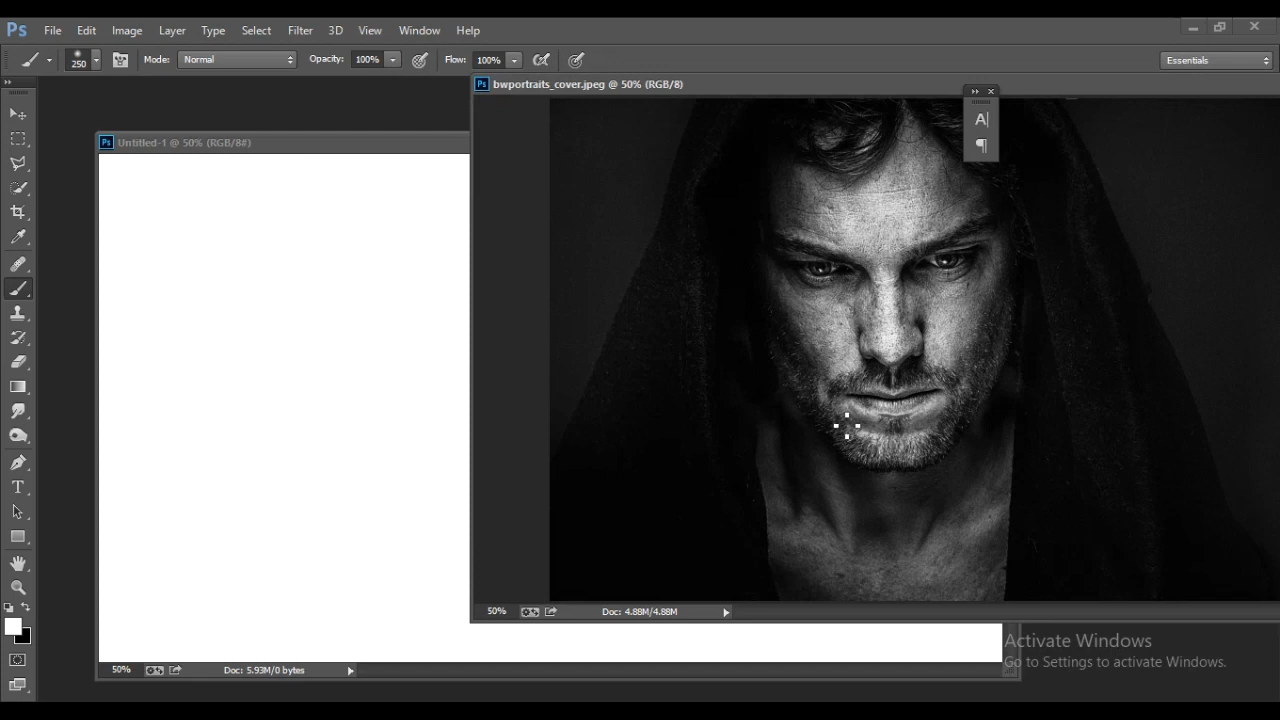 Ps File Edit Image Layer Type Select Filter 3D View Window Help
250 Mode: Normal Opacity: 100% Flow: 100% Essentials
Ps bwportraits_cover.jpeg @ 50% (RGB/8)
A|
¶
Ps Untitled-1 @ 50% (RGB/8#)
T
50% Doc: 4.88M/4.88M
Activate Windows
Go to Settings to activate Windows.
50% Doc: 5.93M/0 bytes